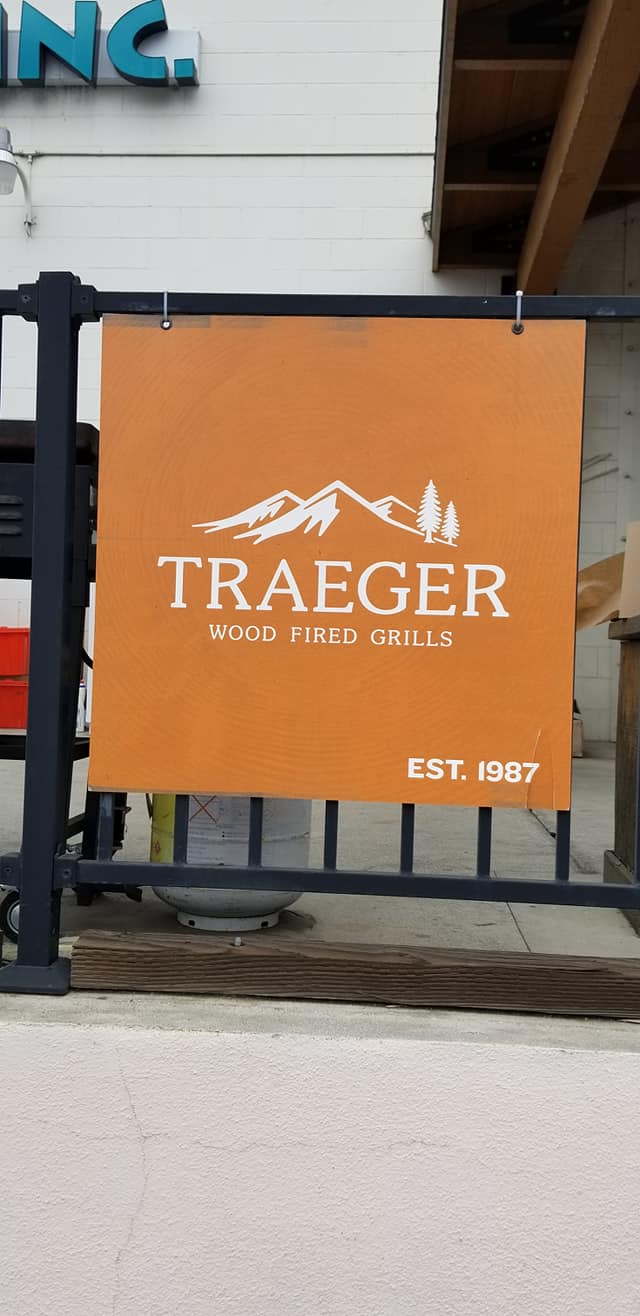 INC.
TRAEGER
WOOD FIRED GRILLS
EST. 1987